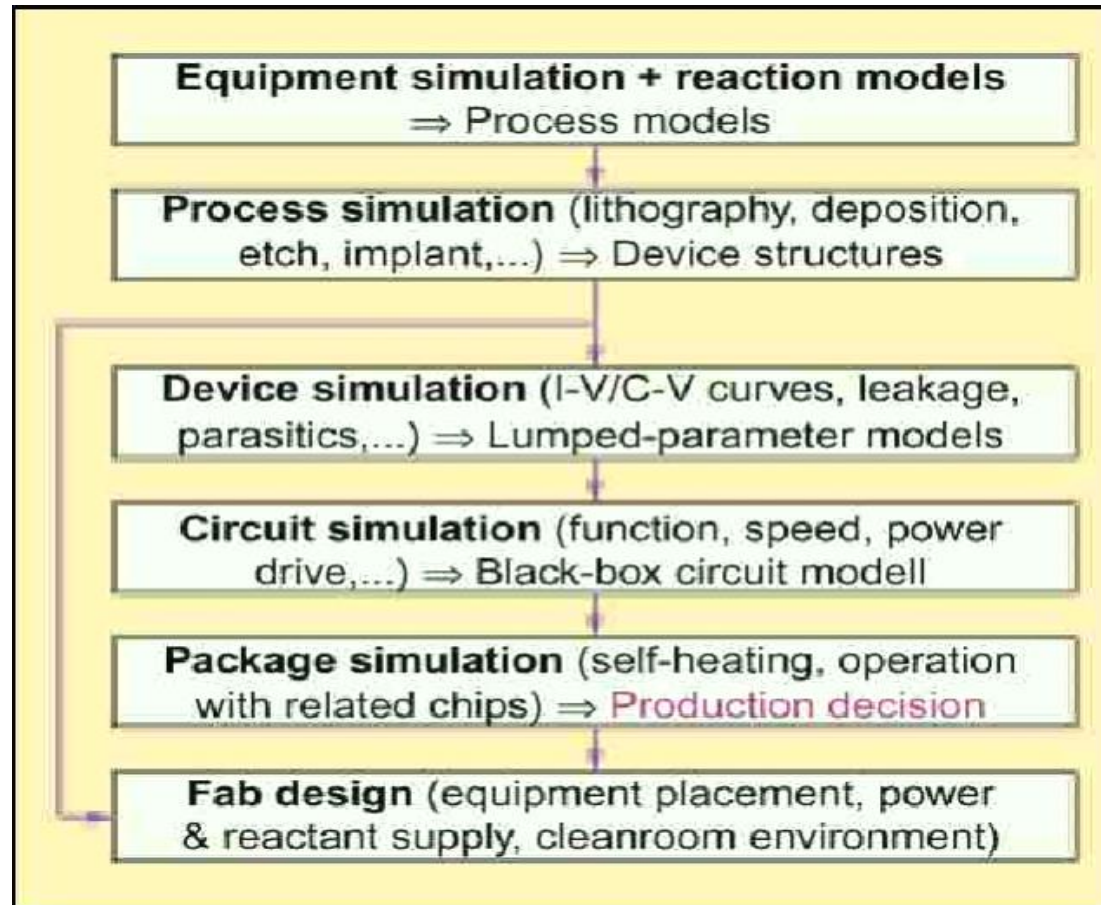 Equipment simulation + reaction models
⇒ Process models
Process simulation (lithography, deposition,
etch, implant,...) ⇒ Device structures
Device simulation (I-V/C-V curves, leakage,
parasitics,...) ⇒ Lumped-parameter models
Circuit simulation (function, speed, power
drive,...) ⇒ Black-box circuit modell
Package simulation (self-heating, operation
with related chips) ⇒ Production decision
Fab design (equipment placement, power
& reactant supply, cleanroom environment)